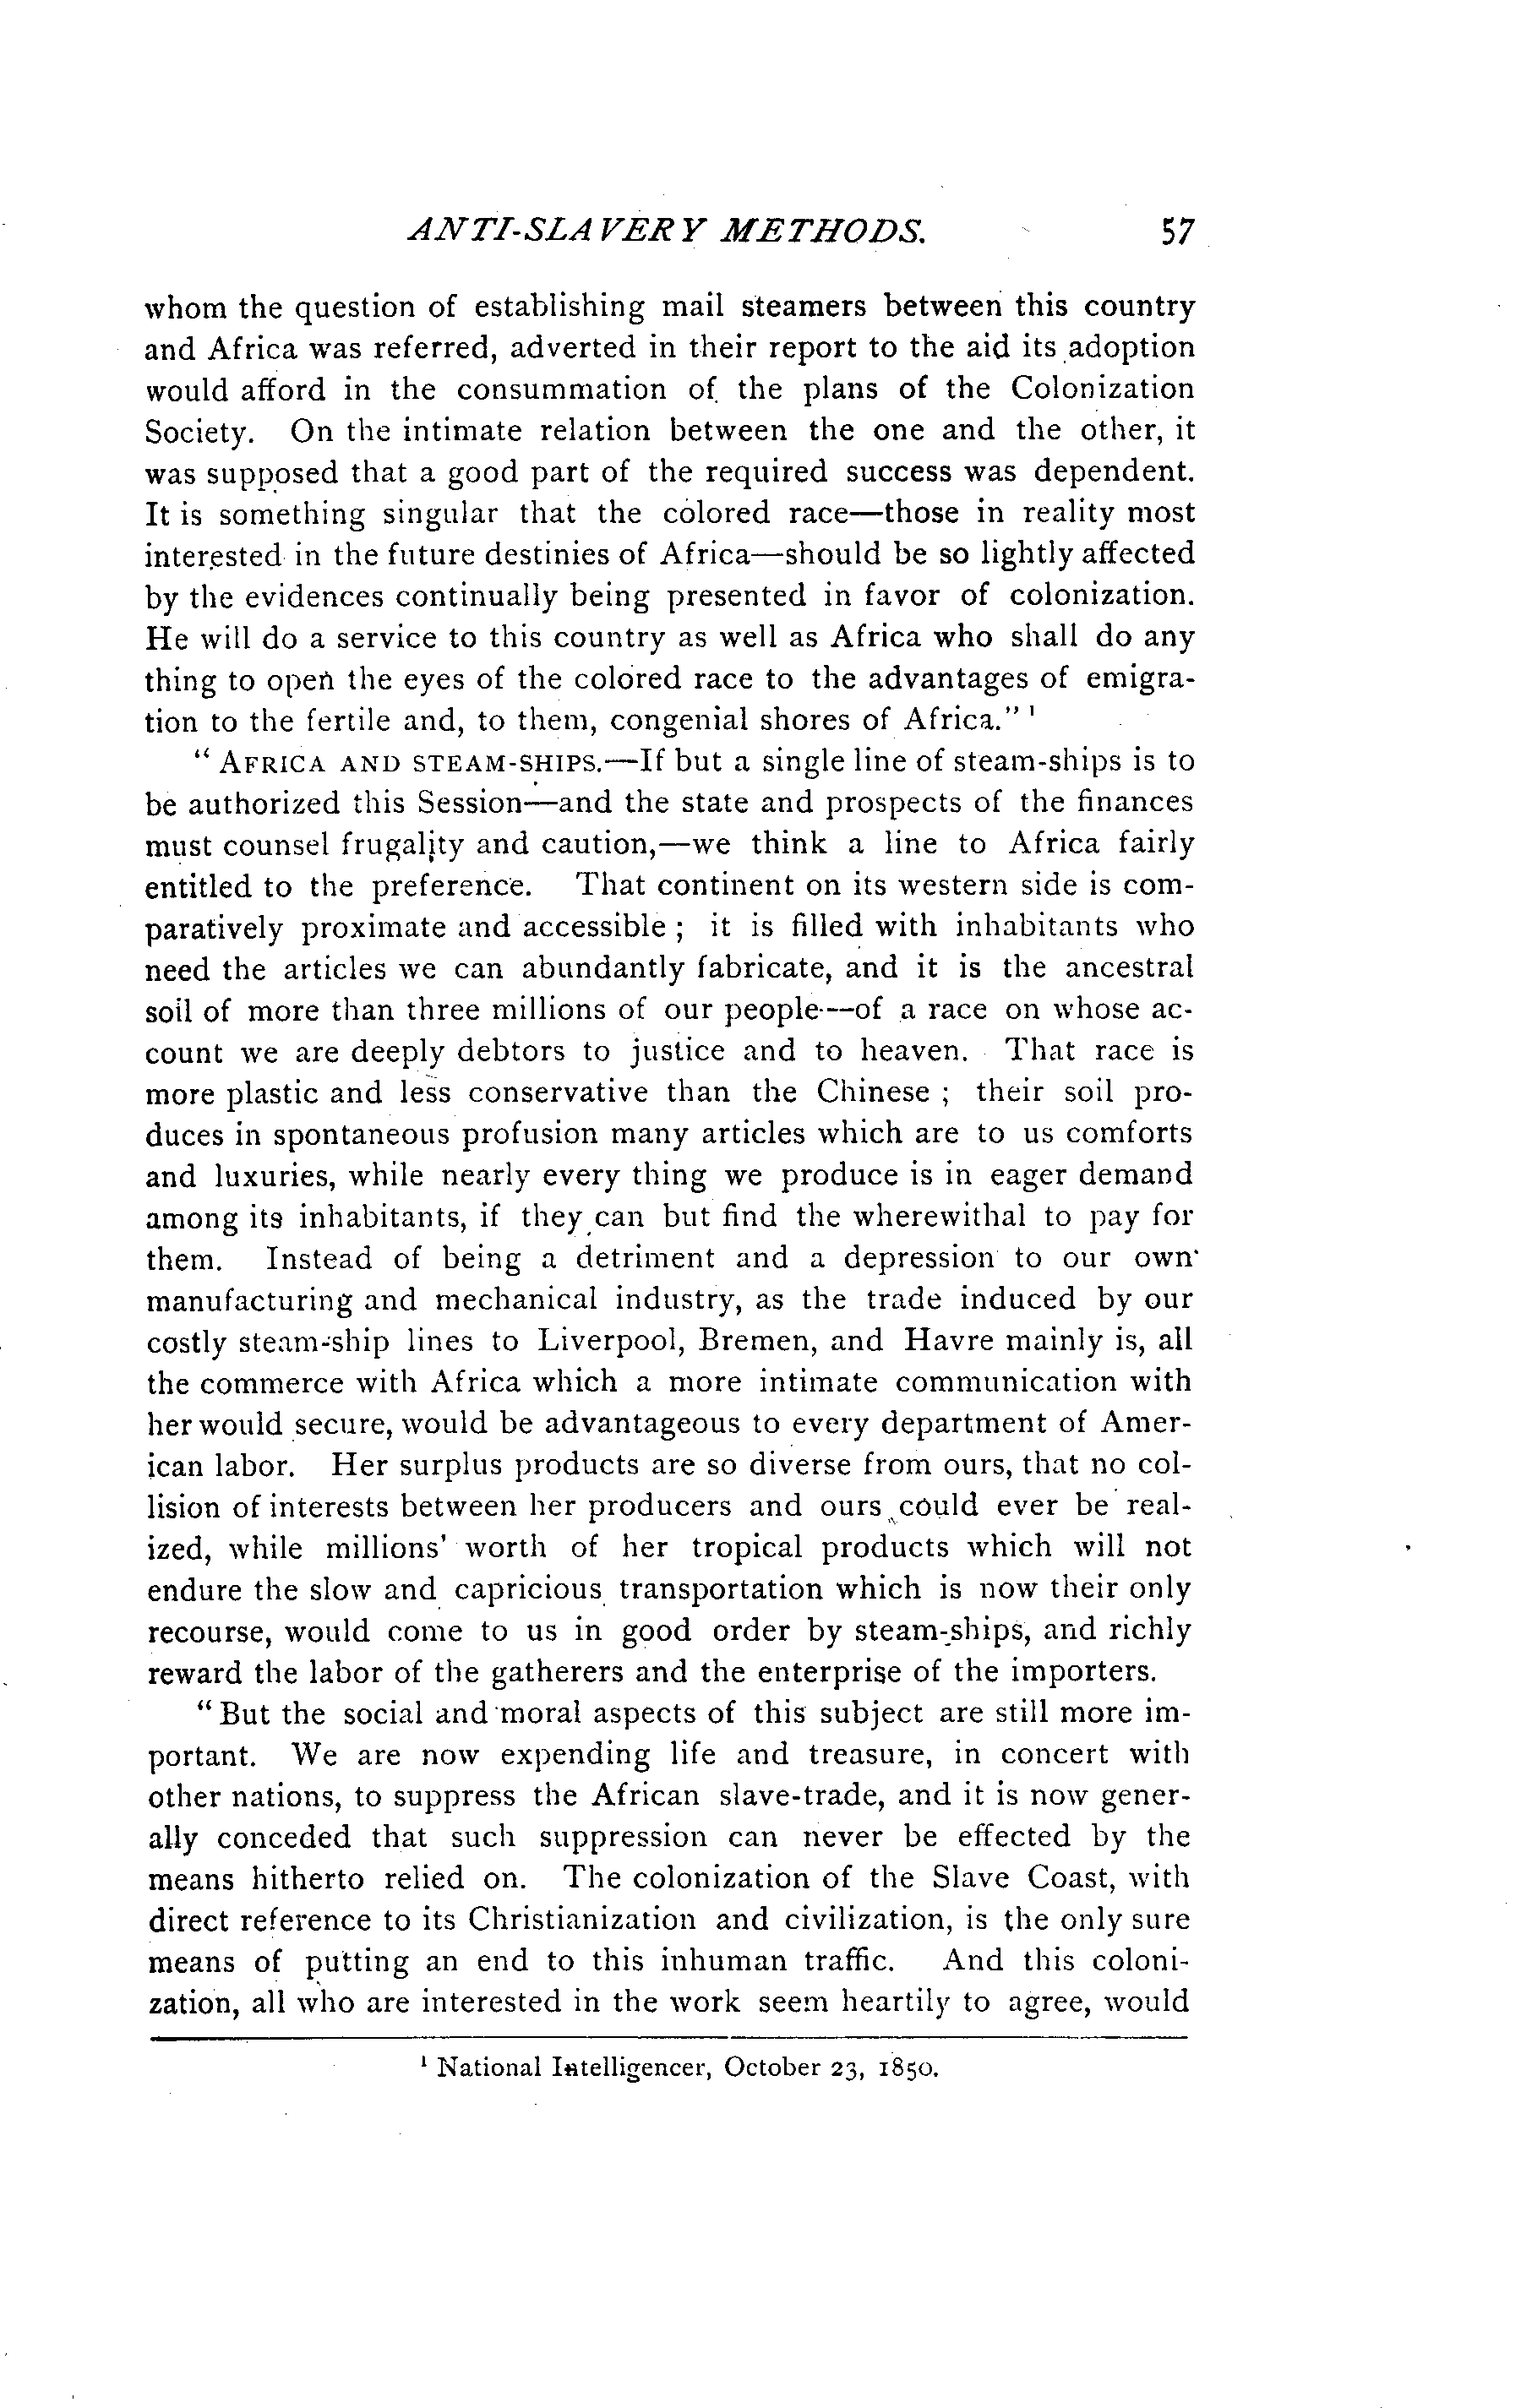 ANTI-SLAVERY METHODS. 57
whom the question of establishing mail steamers between this country
and Africa was referred, adverted in their report to the aid its adoption
would afford in the consummation of the plans of the Colonization
Society. On the intimate relation between the one and the other, it
was supposed that a good part of the required success was dependent.
It is something singular that the colored race—those in reality most
interested in the future destinies of Africa—should be so lightly affected
by the evidences continually being presented in favor of colonization.
He will do a service to this country as well as Africa who shall do any
thing to open the eyes of the colored race to the advantages of emigra-
tion to the fertile and, to them, congenial shores of Africa." ¹
" AFRICA AND STEAM-SHIPS.—If but a single line of steam-ships is to
be authorized this Session—and the state and prospects of the finances
must counsel frugality and caution,—we think a line to Africa fairly
entitled to the preference. That continent on its western side is com-
paratively proximate and accessible ; it is filled with inhabitants who
need the articles we can abundantly fabricate, and it is the ancestral
soil of more than three millions of our people—of a race on whose ac-
count we are deeply debtors to justice and to heaven. That race is
more plastic and less conservative than the Chinese ; their soil pro-
duces in spontaneous profusion many articles which are to us comforts
and luxuries, while nearly every thing we produce is in eager demand
among its inhabitants, if they can but find the wherewithal to pay for
them. Instead of being a detriment and a depression to our own
manufacturing and mechanical industry, as the trade induced by our
costly steam-ship lines to Liverpool, Bremen, and Havre mainly is, all
the commerce with Africa which a more intimate communication with
her would secure, would be advantageous to every department of Amer-
ican labor. Her surplus products are so diverse from ours, that no col-
lision of interests between her producers and ours could ever be real-
ized, while millions' worth of her tropical products which will not
endure the slow and capricious transportation which is now their only
recourse, would come to us in good order by steam-ships, and richly
reward the labor of the gatherers and the enterprise of the importers.
" But the social and moral aspects of this subject are still more im-
portant. We are now expending life and treasure, in concert with
other nations, to suppress the African slave-trade, and it is now gener-
ally conceded that such suppression can never be effected by the
means hitherto relied on. The colonization of the Slave Coast, with
direct reference to its Christianization and civilization, is the only sure
means of putting an end to this inhuman traffic. And this coloni-
zation, all who are interested in the work seem heartily to agree, would
¹ National Intelligencer, October 23, 1850.